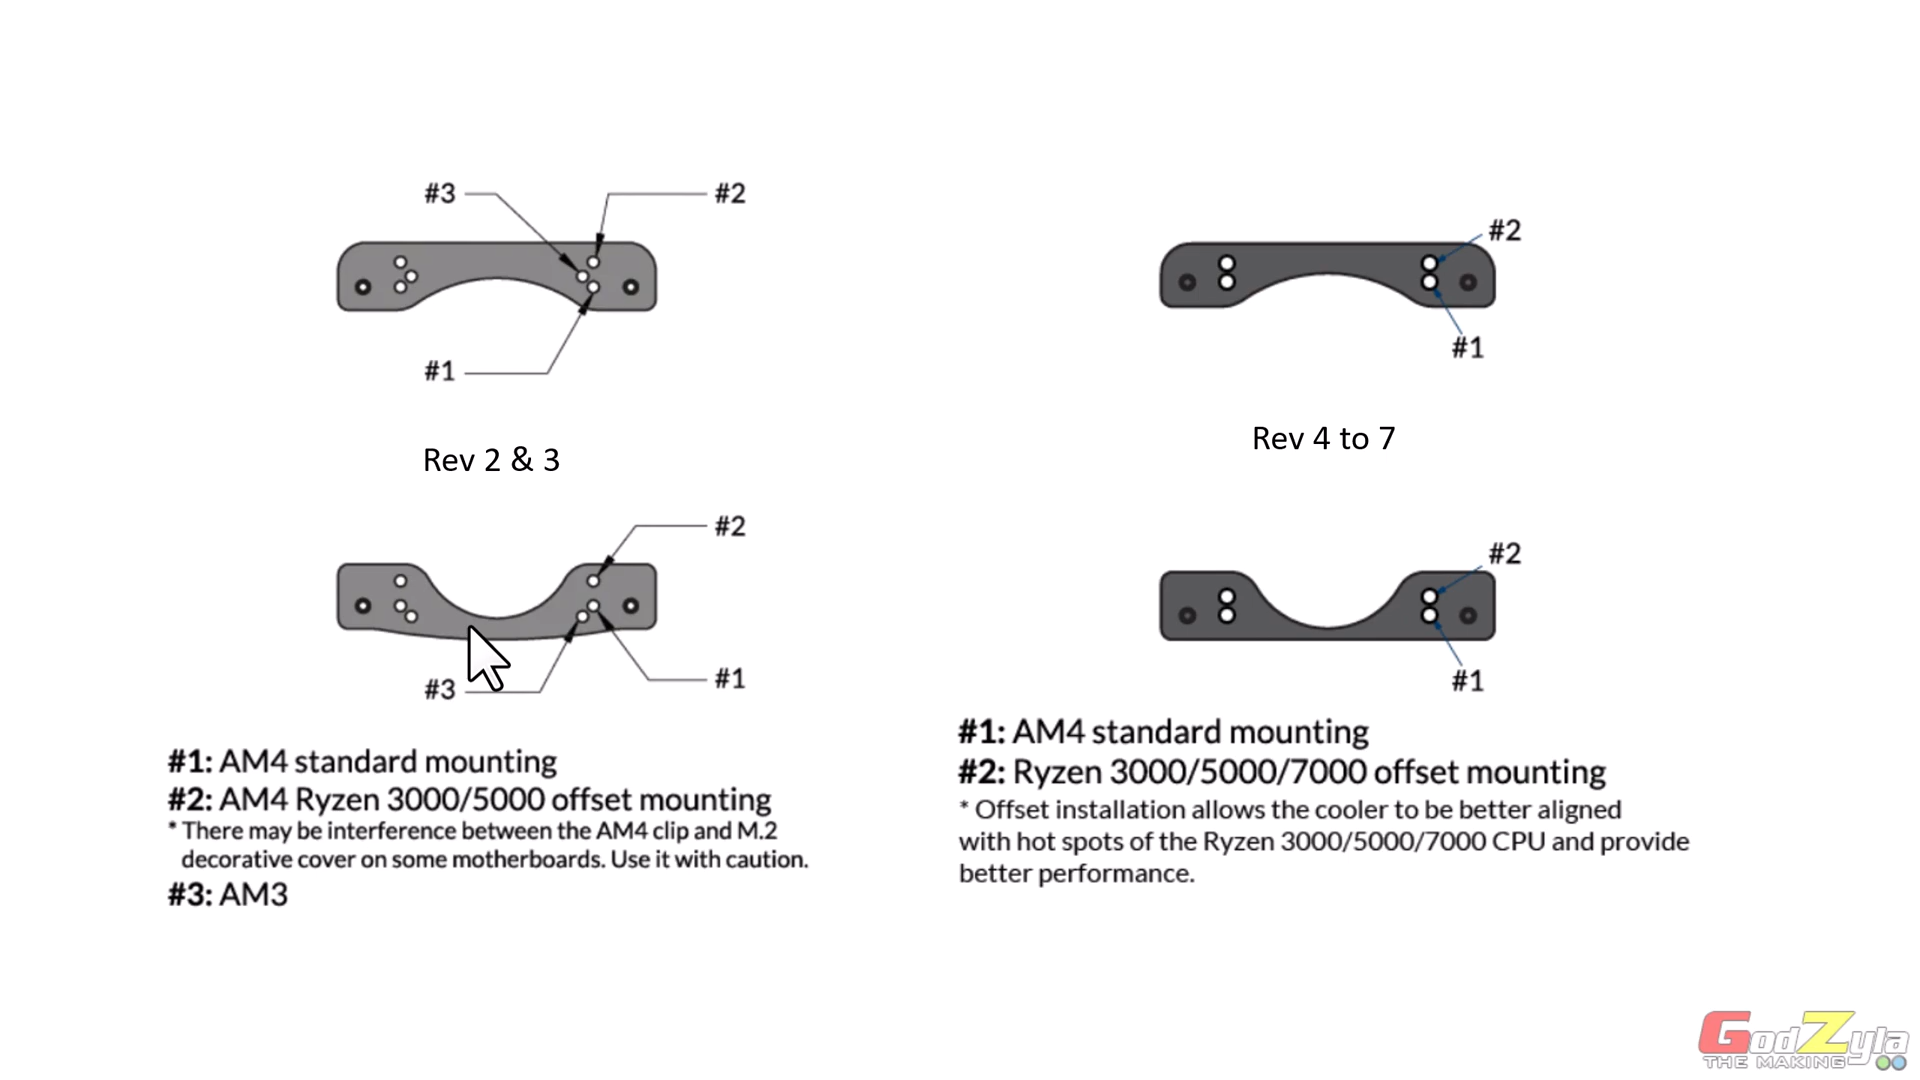 #3
#2
#1
Rev 2 & 3
#2
#3
#1
#1: AM4 standard mounting
#2: AM4 Ryzen 3000/5000 offset mounting
* There may be interference between the AM4 clip and M.2
decorative cover on some motherboards. Use it with caution.
#3: AM3
#2
#1
Rev 4 to 7
#2
#1
#1: AM4 standard mounting
#2: Ryzen 3000/5000/7000 offset mounting
* Offset installation allows the cooler to be better aligned
with hot spots of the Ryzen 3000/5000/7000 CPU and provide
better performance.
GodZyla
THE MAKING